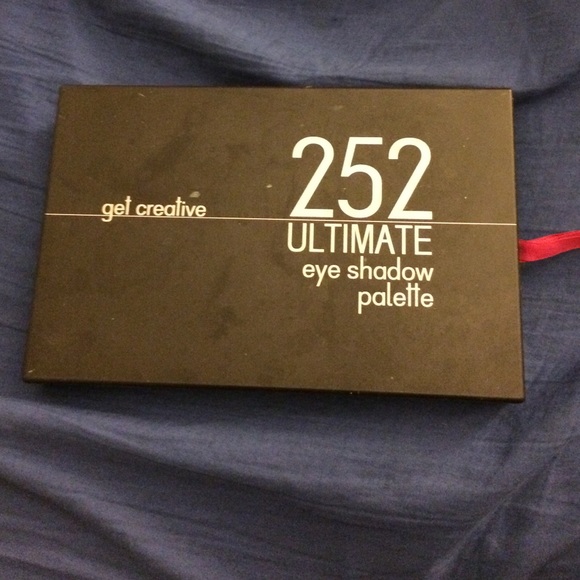 get creative
252
ULTIMATE
eye shadow
palette